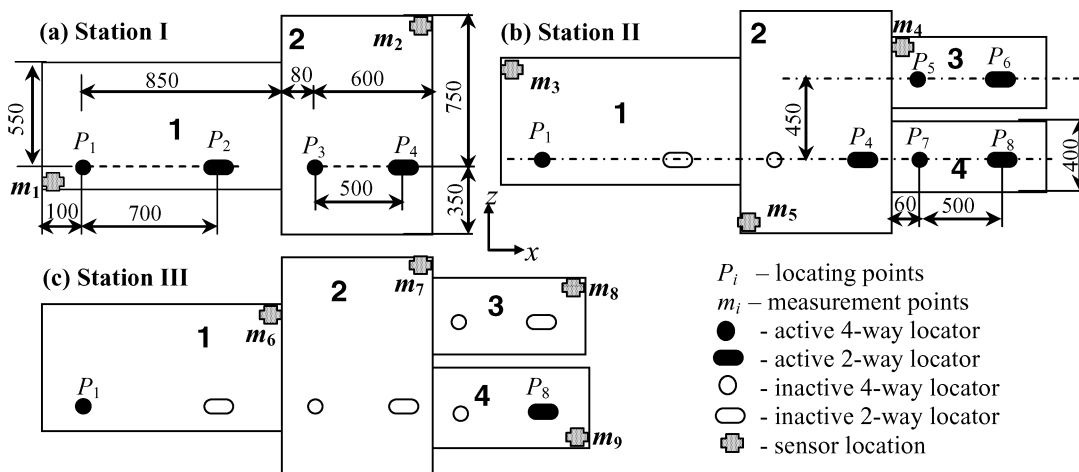 (a) Station I
2
m2
850
80
600
750
550
1
P1
P2
P3
P4
m1
100
700
500
350
z
x
(b) Station II
2
m4
3
m3
P5
P6
1
450
P1
P4
P7
P8
4
400
m5
60
500
(c) Station III
2
m7
3
m8
1
m6
P1
4
P8
m9
Pi – locating points
mi – measurement points
- active 4-way locator
- active 2-way locator
- inactive 4-way locator
- inactive 2-way locator
- sensor location